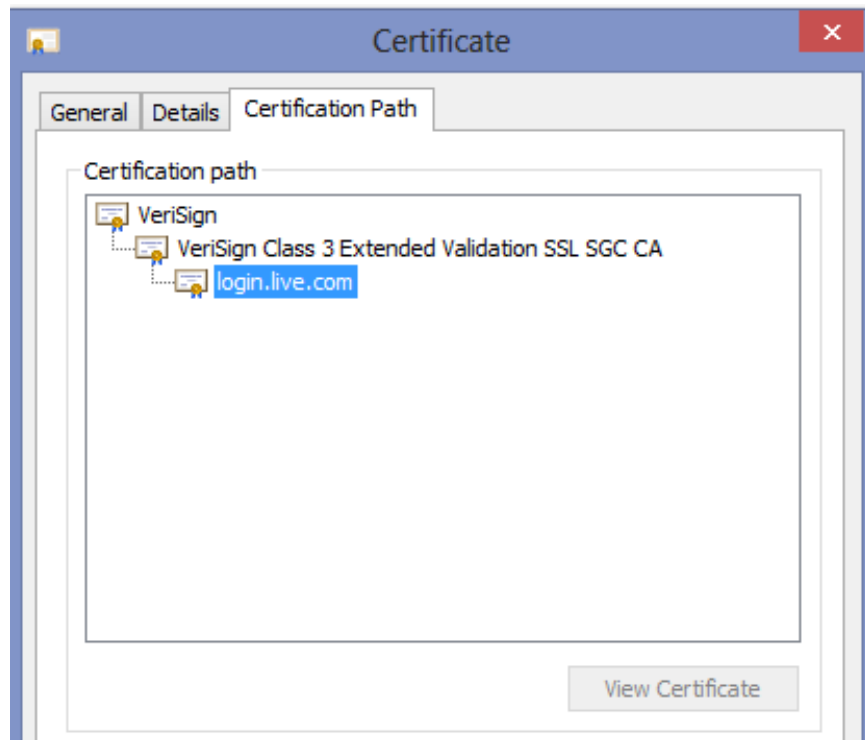 Certificate
General Details Certification Path
Certification path
VeriSign
VeriSign Class 3 Extended Validation SSL SGC CA
login.live.com
View Certificate